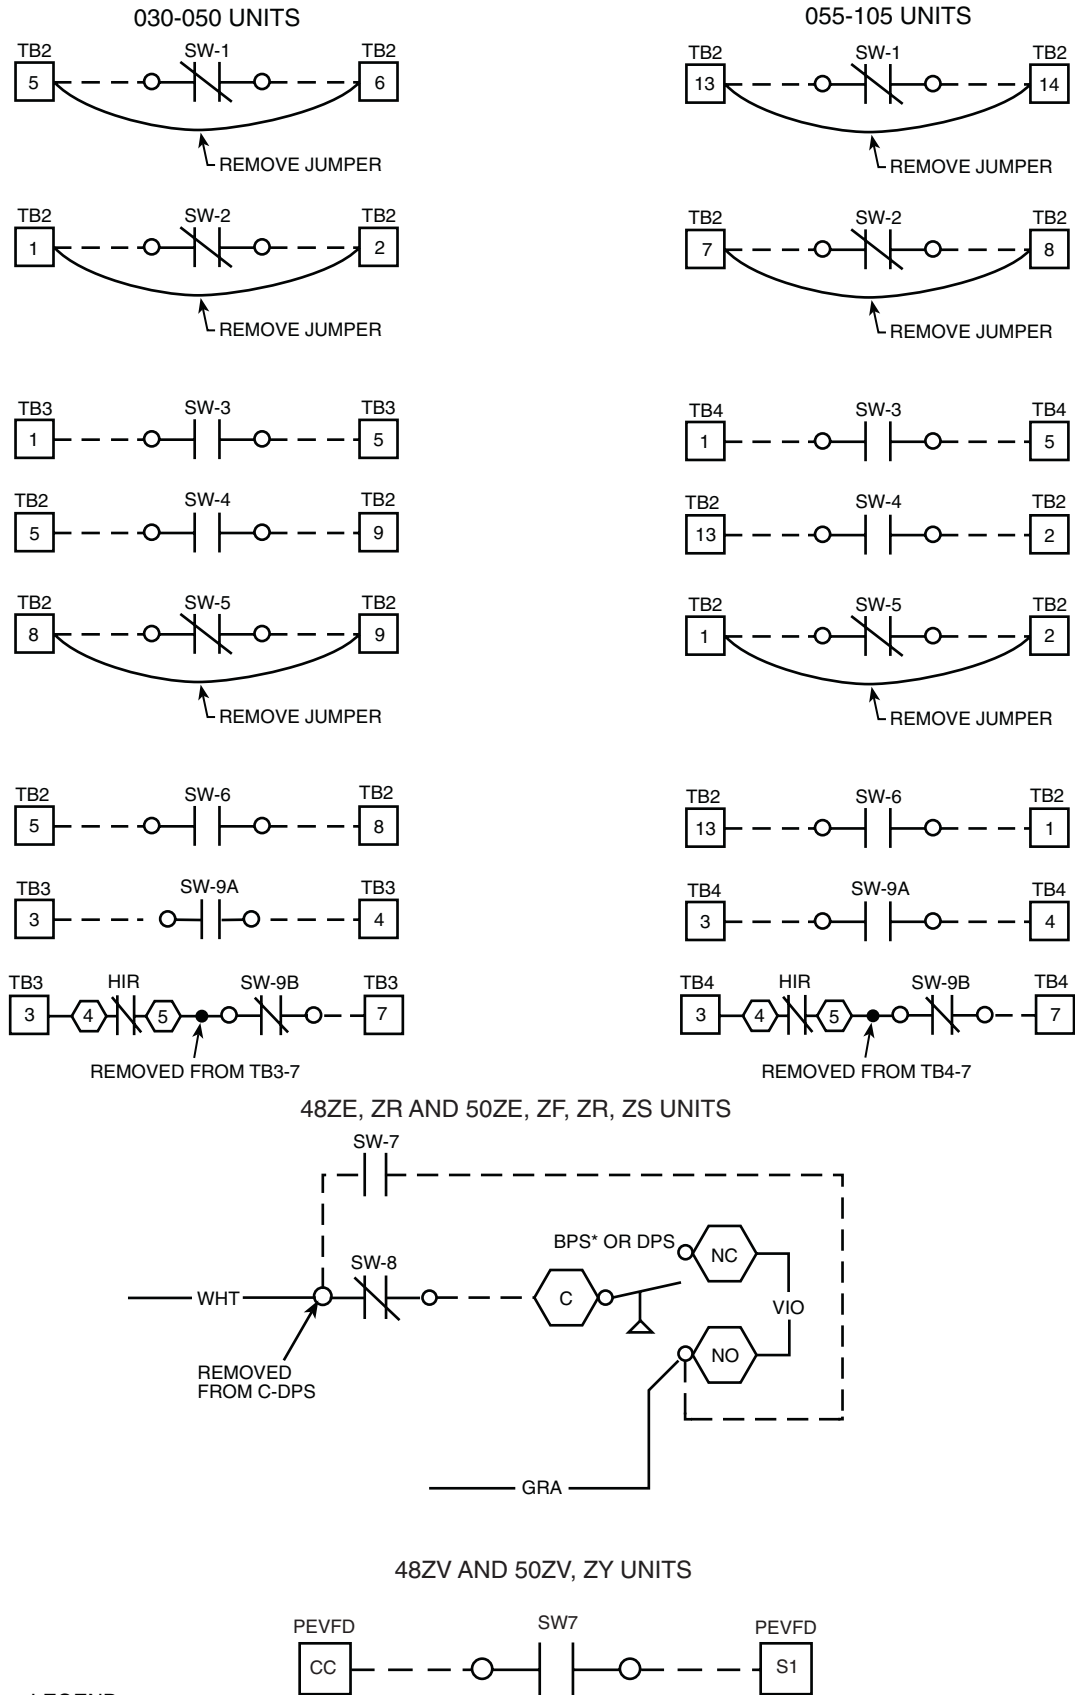 030-050 UNITS
055-105 UNITS
TB2 SW-1 TB2
5 6
REMOVE JUMPER
TB2 SW-1 TB2
13 14
REMOVE JUMPER
TB2 SW-2 TB2
1 2
REMOVE JUMPER
TB2 SW-2 TB2
7 8
REMOVE JUMPER
TB3 SW-3 TB3
1 5
TB4 SW-3 TB4
1 5
TB2 SW-4 TB2
5 9
TB2 SW-4 TB2
13 2
TB2 SW-5 TB2
8 9
REMOVE JUMPER
TB2 SW-5 TB2
1 2
REMOVE JUMPER
TB2 SW-6 TB2
5 8
TB2 SW-6 TB2
13 1
TB3 SW-9A TB3
3 4
TB4 SW-9A TB4
3 4
TB3 HIR SW-9B TB3
3 4 5 7
REMOVED FROM TB3-7
TB4 HIR SW-9B TB4
3 4 5 7
REMOVED FROM TB4-7
48ZE, ZR AND 50ZE, ZF, ZR, ZS UNITS
SW-7
BPS* OR DPS NC
SW-8
WHT C VIO
NO
REMOVED
FROM C-DPS
GRA
48ZV AND 50ZV, ZY UNITS
PEVFD SW7 PEVFD
CC S1